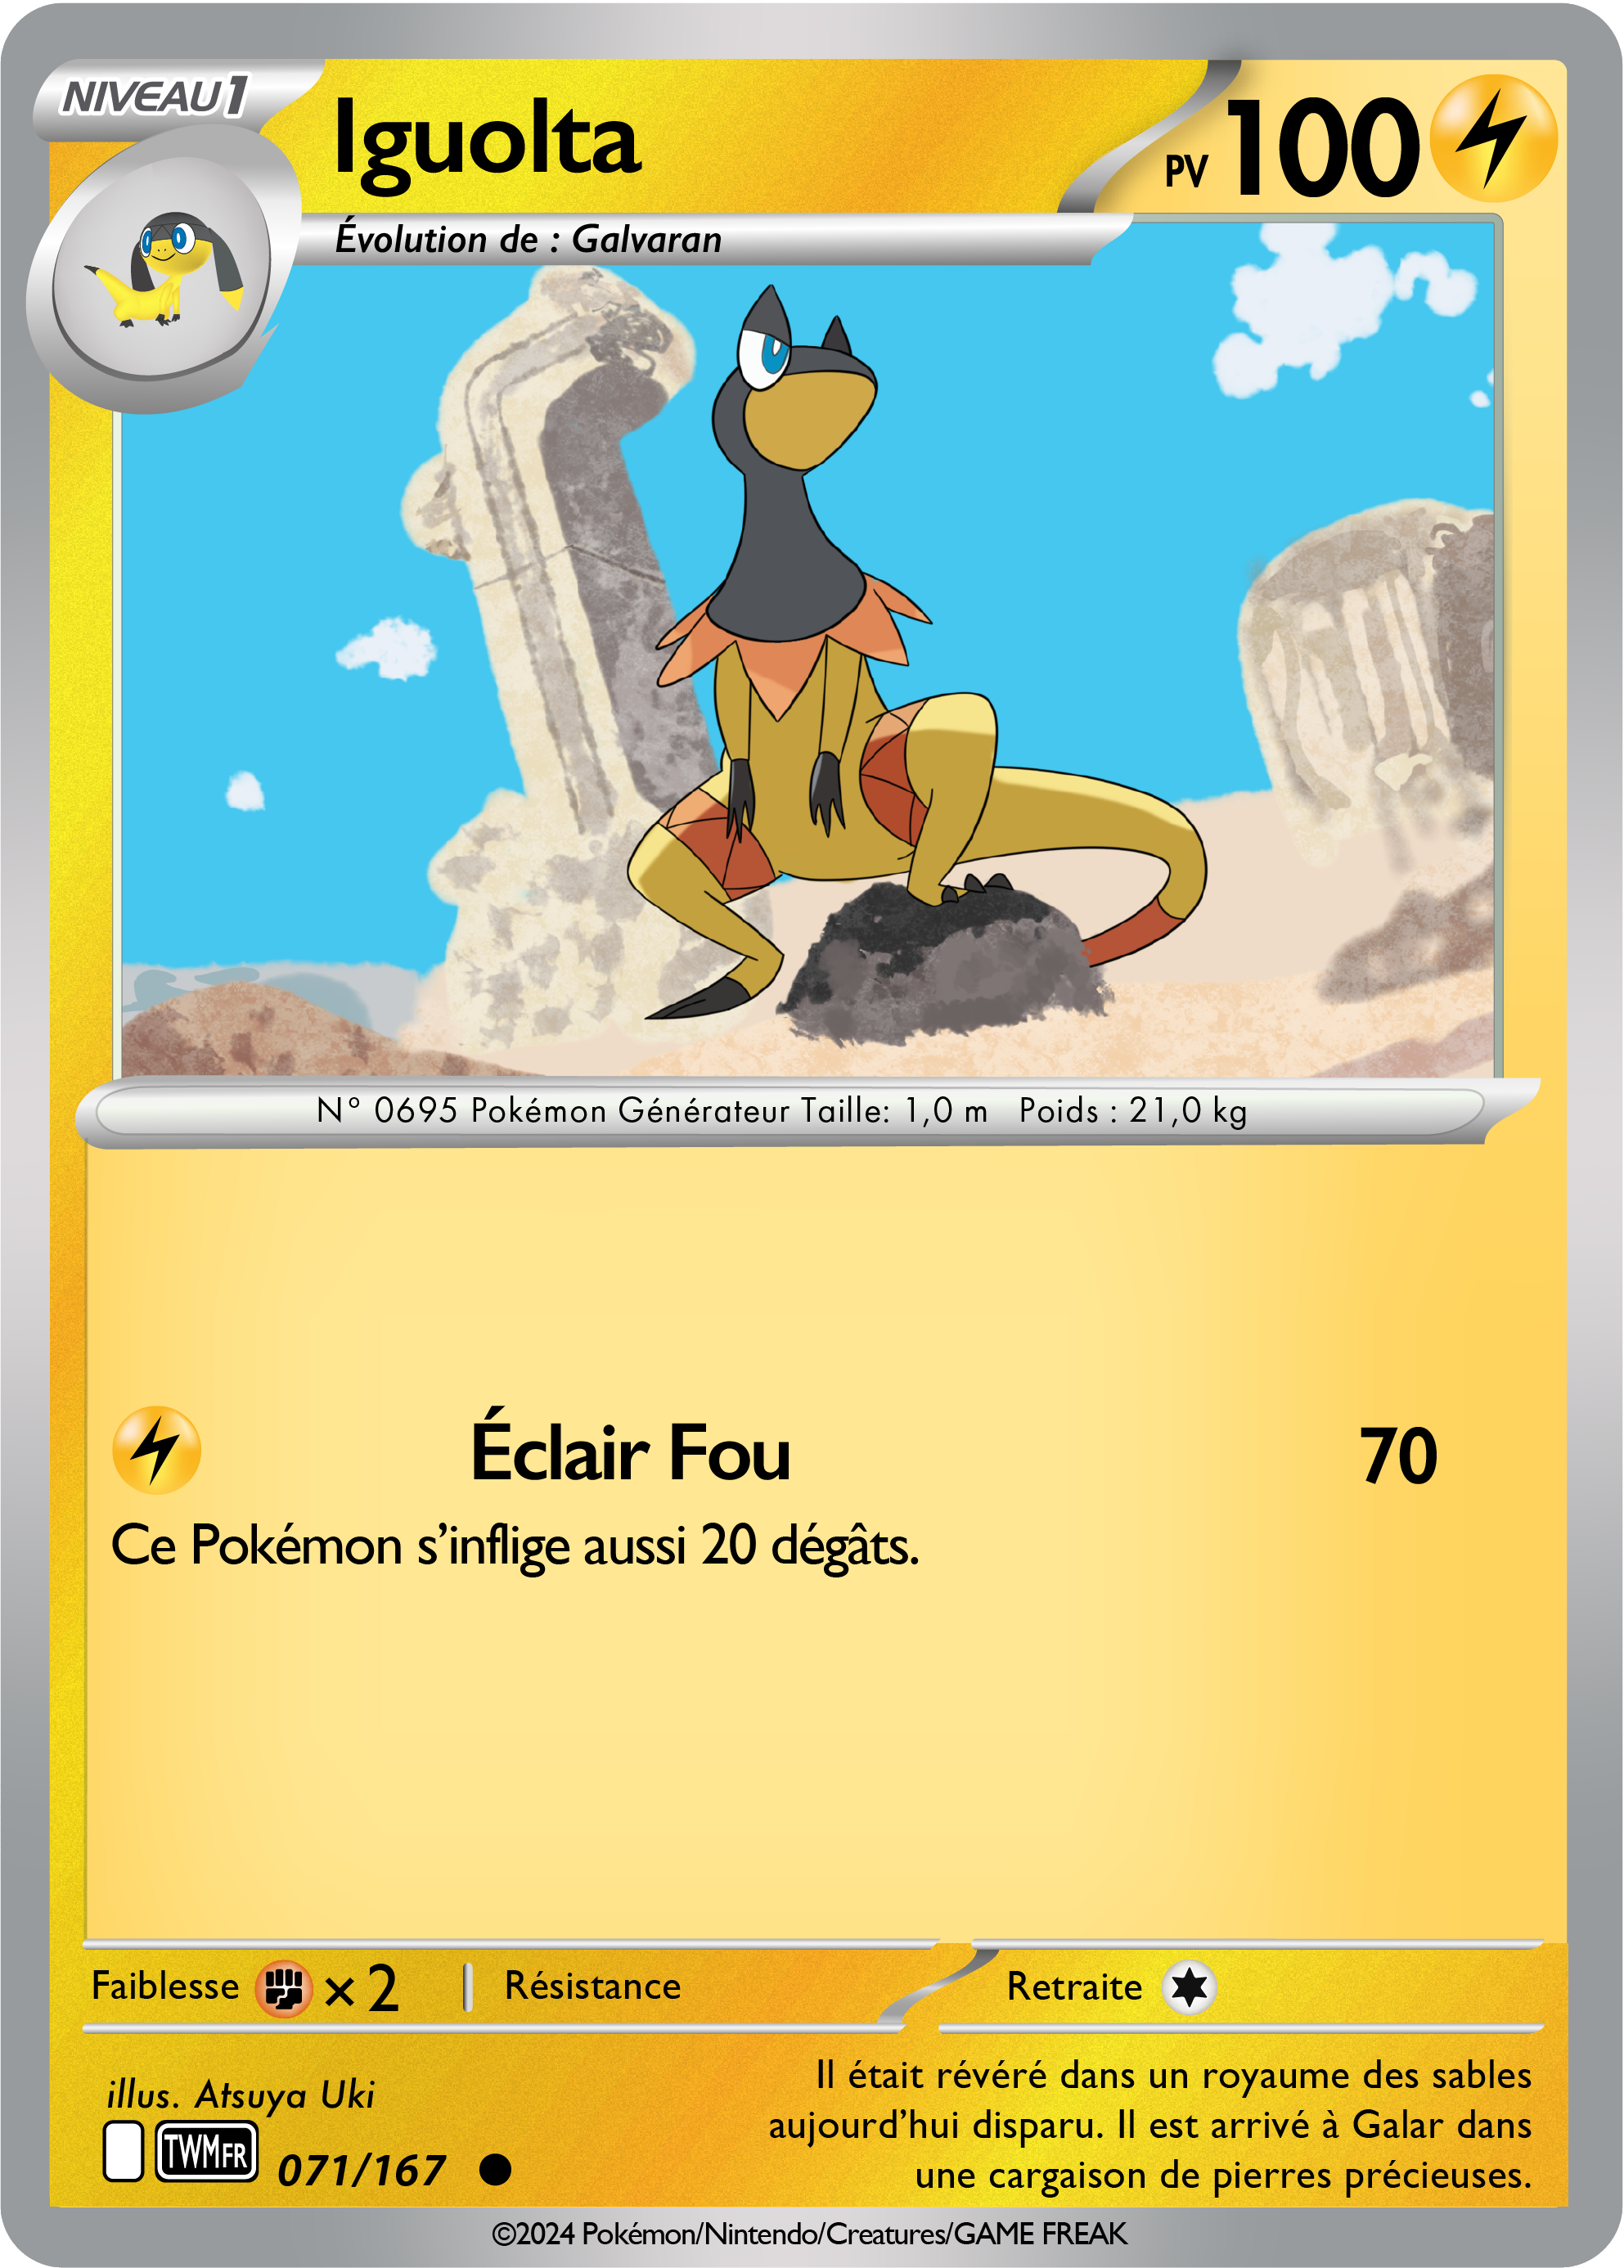 NIVEAU 1
Iguolta
PV 100
Évolution de : Galvaran
N° 0695 Pokémon Générateur Taille: 1,0 m Poids : 21,0 kg
Éclair Fou 70
Ce Pokémon s’inflige aussi 20 dégâts.
Faiblesse × 2 Résistance Retraite
illus. Atsuya Uki
TWM FR 071/167
Il était révéré dans un royaume des sables
aujourd’hui disparu. Il est arrivé à Galar dans
une cargaison de pierres précieuses.
©2024 Pokémon/Nintendo/Creatures/GAME FREAK